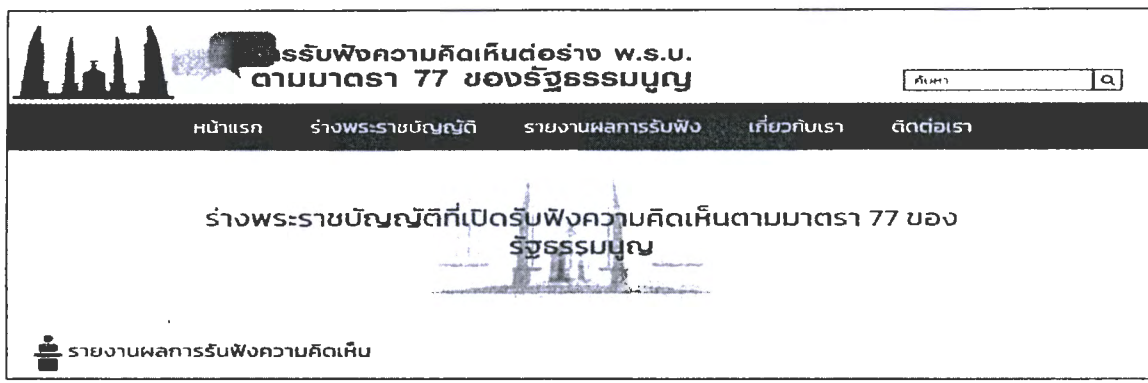 รรับฟังความคิดเห็นต่อร่าง พ.ร.บ.
ตามมาตรา 77 ของรัฐธรรมนูญ
ค้นหา
หน้าแรก ร่างพระราชบัญญัติ รายงานผลการรับฟัง เกี่ยวกับเรา ติดต่อเรา
ร่างพระราชบัญญัติที่เปิดรับฟังความคิดเห็นตามมาตรา 77 ของ
รัฐธรรมนูญ
รายงานผลการรับฟังความคิดเห็น